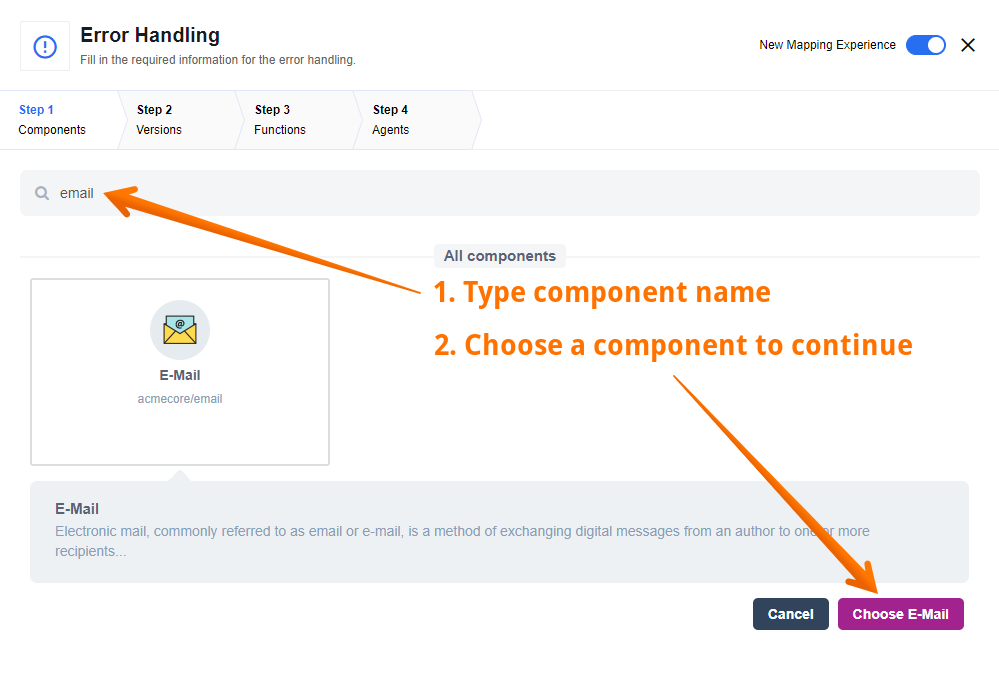 Error Handling
Fill in the required information for the error handling.
New Mapping Experience
Step 1
Components
Step 2
Versions
Step 3
Functions
Step 4
Agents
email
All components
1. Type component name
2. Choose a component to continue
@
E-Mail
acmecore/email
E-Mail
Electronic mail, commonly referred to as email or e-mail, is a method of exchanging digital messages from an author to one or more
recipients...
Cancel
Choose E-Mail